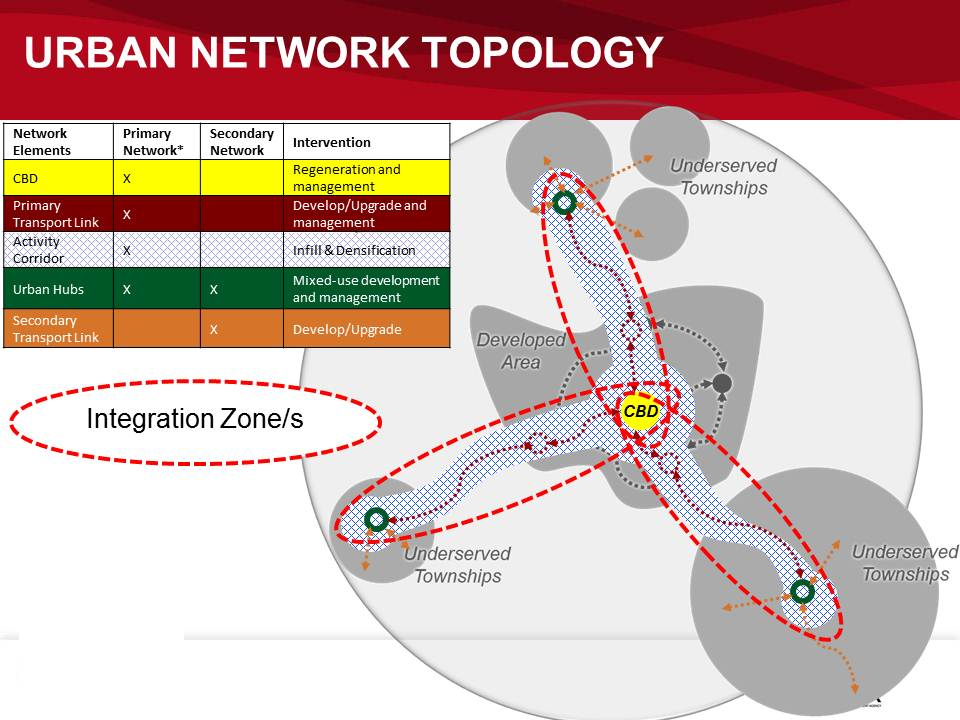 URBAN NETWORK TOPOLOGY
Network Elements | Primary Network* | Secondary Network | Intervention
CBD | X | | Regeneration and management
Primary Transport Link | X | | Develop/Upgrade and management
Activity Corridor | X | | Infill & Densification
Urban Hubs | X | X | Mixed-use development and management
Secondary Transport Link | | X | Develop/Upgrade
Underserved
Townships
Developed
Area
Integration Zone/s
CBD
Underserved
Townships
Underserved
Townships